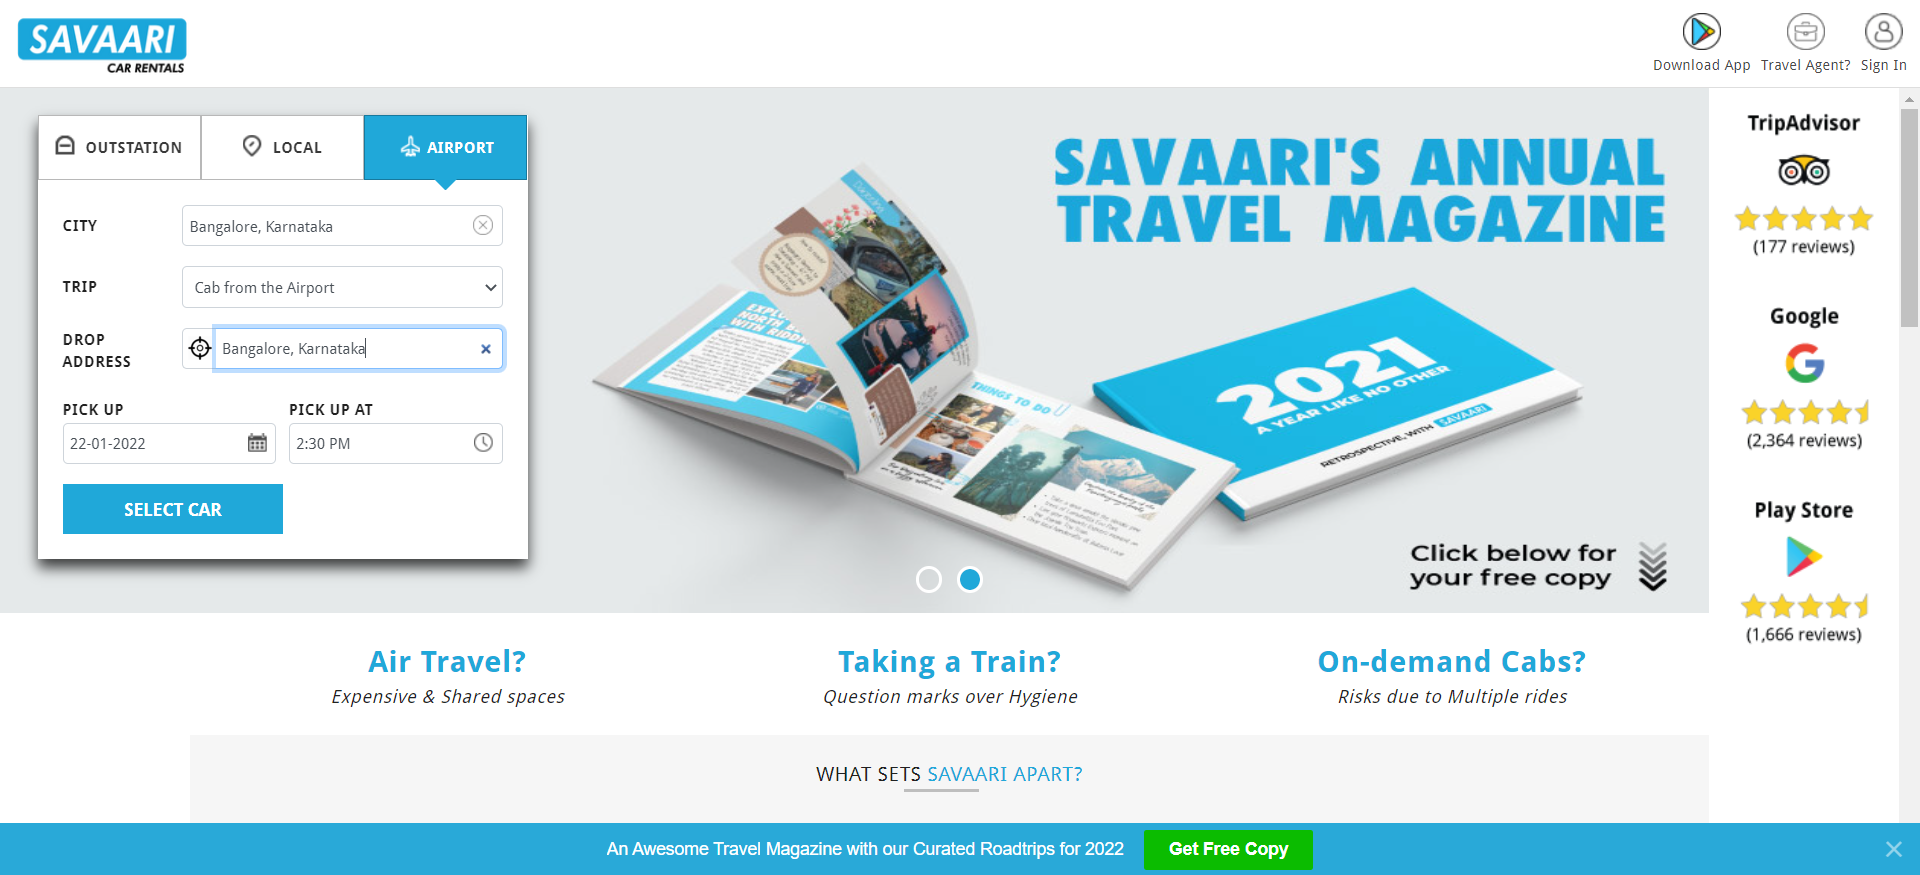 SAVAARI
CAR RENTALS
Download App
Travel Agent?
Sign In
OUTSTATION
LOCAL
AIRPORT
CITY
Bangalore, Karnataka
TRIP
Cab from the Airport
DROP
ADDRESS
Bangalore, Karnataka
PICK UP
PICK UP AT
22-01-2022
2:30 PM
SELECT CAR
SAVAARI'S ANNUAL
TRAVEL MAGAZINE
THINGS TO DO
2021
A YEAR LIKE NO OTHER
RETROSPECTIVE, WITH SAVAARI
Click below for
your free copy
TripAdvisor
(177 reviews)
Google
(2,364 reviews)
Play Store
(1,666 reviews)
Air Travel?
Expensive & Shared spaces
Taking a Train?
Question marks over Hygiene
On-demand Cabs?
Risks due to Multiple rides
WHAT SETS SAVAARI APART?
An Awesome Travel Magazine with our Curated Roadtrips for 2022
Get Free Copy